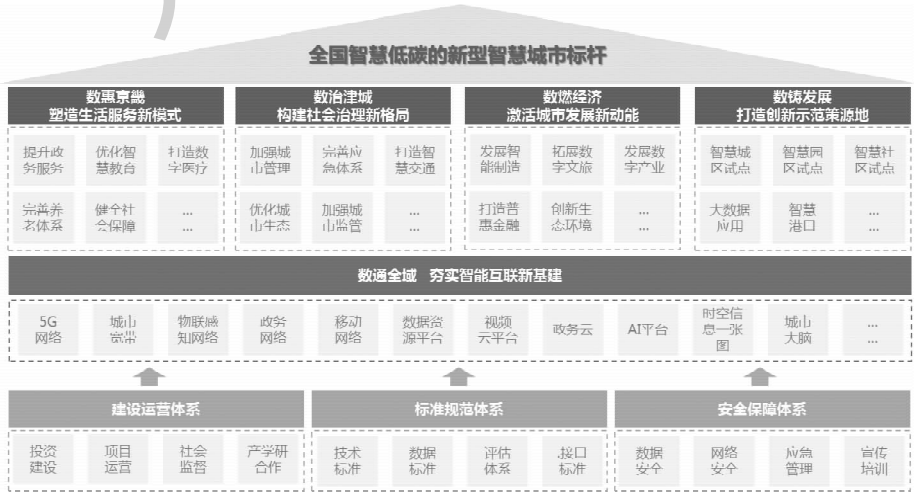 全国智慧低碳的新型智慧城市标杆
数惠京畿
塑造生活服务新模式
数治津城
构建社会治理新格局
数燃经济
激活城市发展新动能
数铸发展
打造创新示范策源地
提升政
务服务
优化智
慧教育
打造数
字医疗
加强城
市管理
完善应
急体系
打造智
慧交通
发展智
能制造
拓展数
字文旅
发展数
字产业
智慧城
区试点
智慧园
区试点
智慧社
区试点
完善养
老体系
健全社
会保障
...
...
优化城
市生态
加强城
市监管
...
...
打造普
惠金融
创新生
态环境
...
...
大数据
应用
智慧
港口
...
...
数通全域 夯实智能互联新基建
5G
网络
城市
宽带
物联感
知网络
政务
网络
移动
网络
数据资
源平台
视频
云平台
政务云
AI平台
时空信
息一张
图
城市
大脑
...
...
建设运营体系
标准规范体系
安全保障体系
投资
建设
项目
运营
社会
监督
产学研
合作
技术
标准
数据
标准
评估
体系
接口
标准
数据
安全
网络
安全
应急
管理
宣传
培训